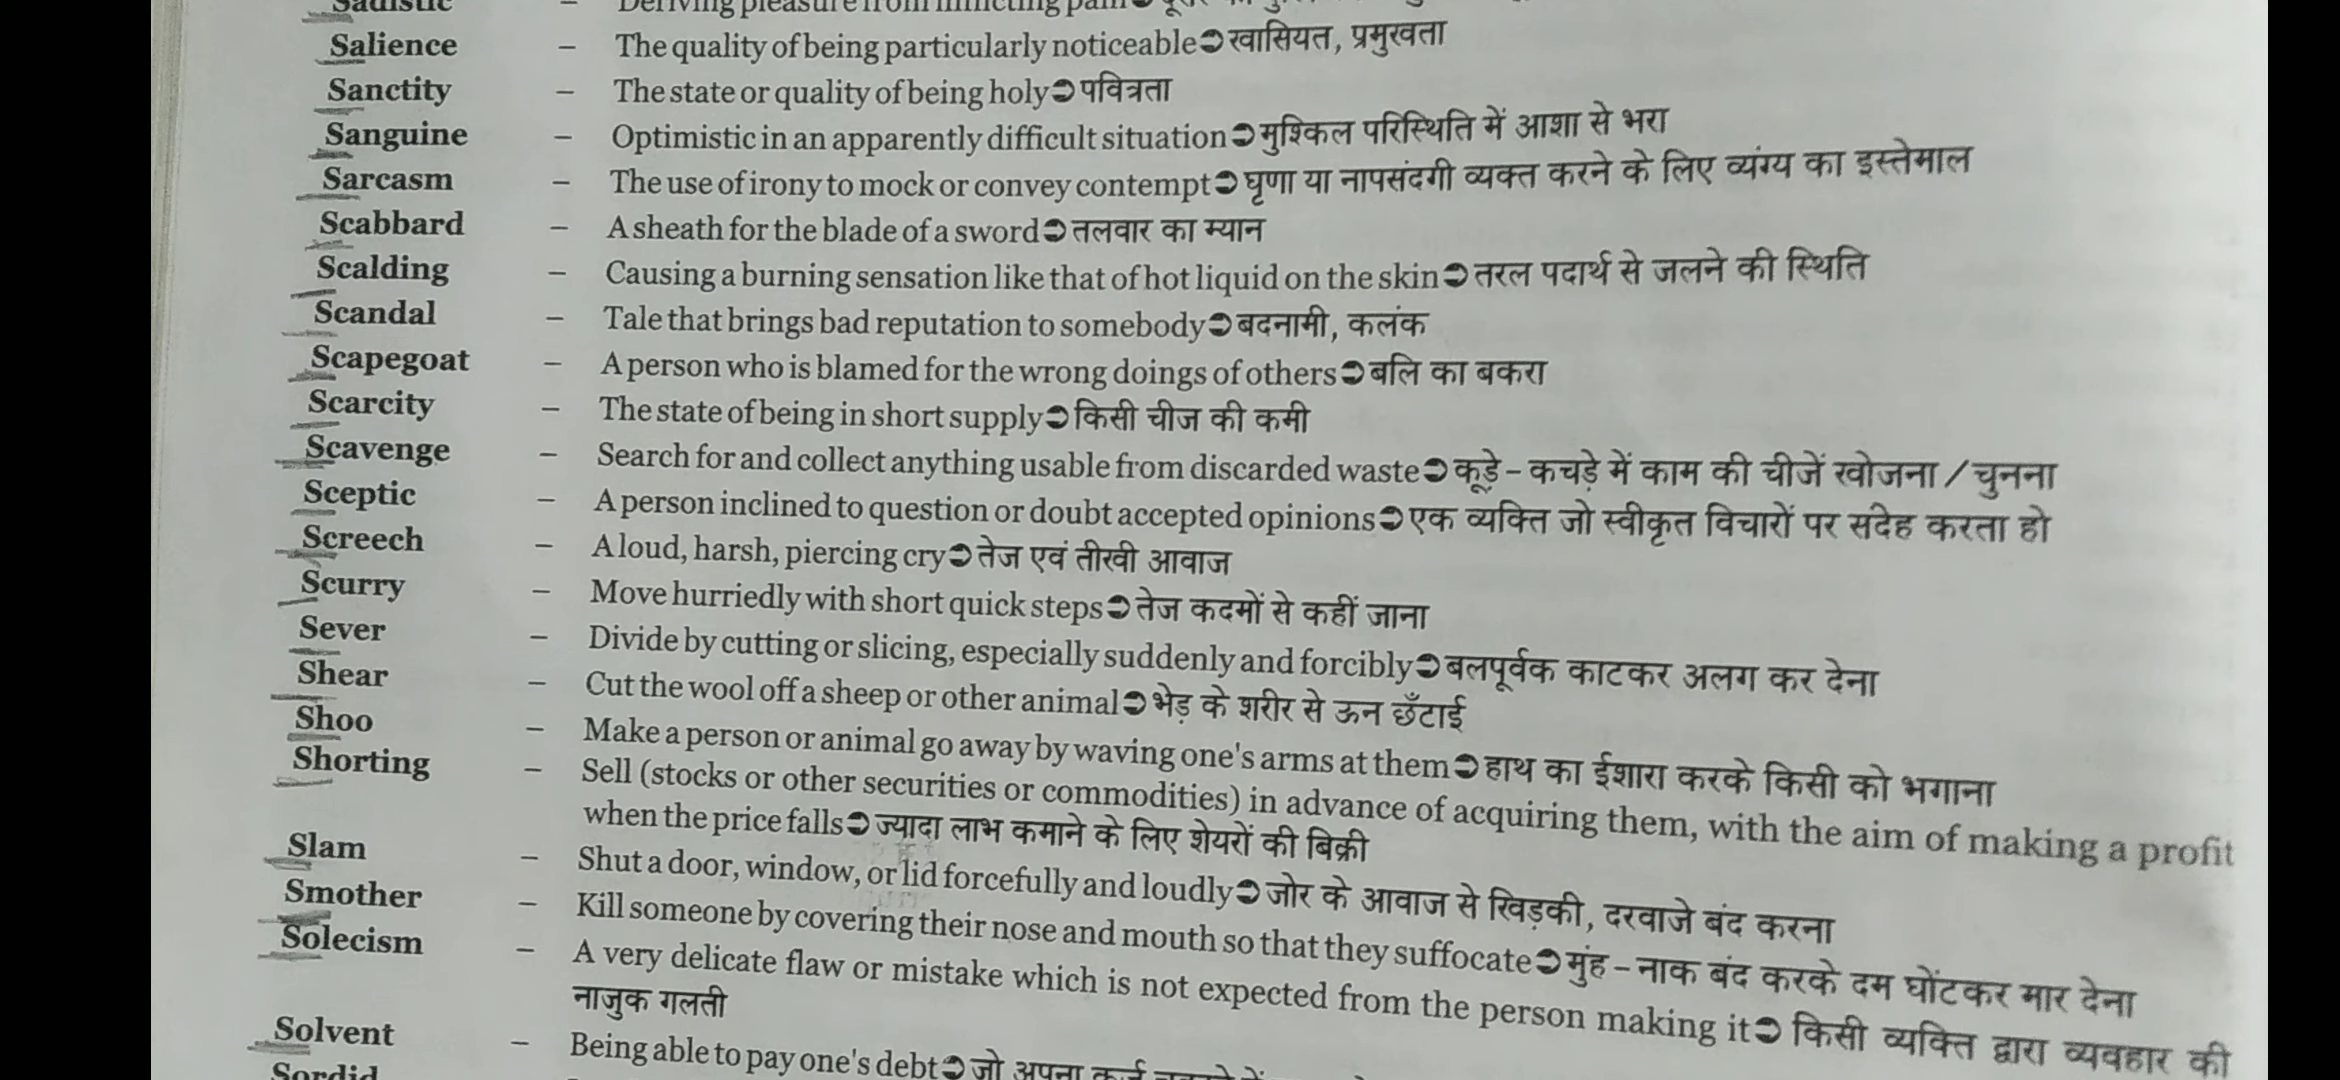 Sadistic – Deriving pleasure from inflicting pain
Salience – The quality of being particularly noticeable➲खासियत, प्रमुखता
Sanctity – The state or quality of being holy➲पवित्रता
Sanguine – Optimistic in an apparently difficult situation➲मुश्किल परिस्थिति में आशा से भरा
Sarcasm – The use of irony to mock or convey contempt➲घृणा या नापसंदगी व्यक्त करने के लिए व्यंग्य का इस्तेमाल
Scabbard – A sheath for the blade of a sword➲तलवार का म्यान
Scalding – Causing a burning sensation like that of hot liquid on the skin➲तरल पदार्थ से जलने की स्थिति
Scandal – Tale that brings bad reputation to somebody➲बदनामी, कलंक
Scapegoat – A person who is blamed for the wrong doings of others➲बलि का बकरा
Scarcity – The state of being in short supply➲किसी चीज की कमी
Scavenge – Search for and collect anything usable from discarded waste➲कूड़े – कचड़े में काम की चीजें खोजना / चुनना
Sceptic – A person inclined to question or doubt accepted opinions➲एक व्यक्ति जो स्वीकृत विचारों पर संदेह करता हो
Screech – A loud, harsh, piercing cry➲तेज एवं तीखी आवाज
Scurry – Move hurriedly with short quick steps➲तेज कदमों से कहीं जाना
Sever – Divide by cutting or slicing, especially suddenly and forcibly➲बलपूर्वक काटकर अलग कर देना
Shear – Cut the wool off a sheep or other animal➲भेड़ के शरीर से ऊन छँटाई
Shoo – Make a person or animal go away by waving one's arms at them➲हाथ का ईशारा करके किसी को भगाना
Shorting – Sell (stocks or other securities or commodities) in advance of acquiring them, with the aim of making a profit
when the price falls➲ज्यादा लाभ कमाने के लिए शेयरों की बिक्री
Slam – Shut a door, window, or lid forcefully and loudly➲जोर के आवाज से खिड़की, दरवाजे बंद करना
Smother – Kill someone by covering their nose and mouth so that they suffocate➲मुंह – नाक बंद करके दम घोंटकर मार देना
Solecism – A very delicate flaw or mistake which is not expected from the person making it➲ किसी व्यक्ति द्वारा व्यवहार की
नाजुक गलती
Solvent – Being able to pay one's debt➲जो अपना कर्ज
Sordid